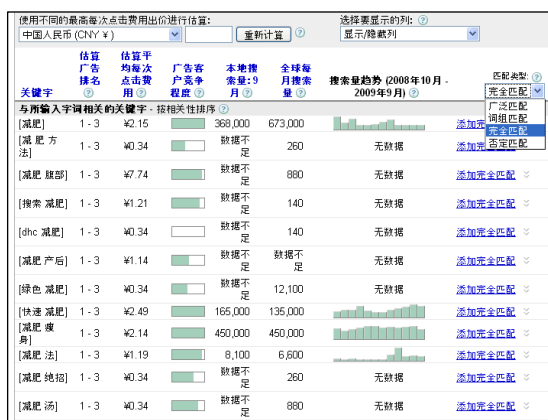 使用不同的最高每次点击费用出价进行估算: 选择要显示的列: ?
中国人民币 (CNY ¥) 重新计算 ? 显示/隐藏列
关键字 估算广告排名 ? 估算平均每次点击费用 ? 广告客户竞争程度 ? 本地搜索量: 9月 ? 全球每月搜索量 ? 搜索量趋势 (2008年10月 - 2009年9月) ? 匹配类型: ?
完全匹配
广泛匹配
词组匹配
完全匹配
否定匹配
与所输入字词相关的关键字 - 按相关性排序 ?
[减肥] 1 - 3 ¥2.15 368,000 673,000 添加完
[减 肥 方法] 1 - 3 ¥0.34 数据不足 260 无数据 添加完
[减肥 腹部] 1 - 3 ¥7.74 数据不足 880 无数据 添加完全匹配
[搜索 减肥] 1 - 3 ¥1.21 数据不足 140 无数据 添加完全匹配
[dhc 减肥] 1 - 3 ¥0.34 数据不足 140 无数据 添加完全匹配
[减肥 产后] 1 - 3 ¥1.14 数据不足 数据不足 无数据 添加完全匹配
[绿色 减肥] 1 - 3 ¥0.34 数据不足 12,100 无数据 添加完全匹配
[快速 减肥] 1 - 3 ¥2.49 165,000 135,000 添加完全匹配
[减肥 瘦身] 1 - 3 ¥2.14 450,000 450,000 添加完全匹配
[减肥 法] 1 - 3 ¥1.19 8,100 6,600 添加完全匹配
[减肥 绝招] 1 - 3 ¥0.34 数据不足 260 无数据 添加完全匹配
[减肥 汤] 1 - 3 ¥0.34 数据不足 880 无数据 添加完全匹配